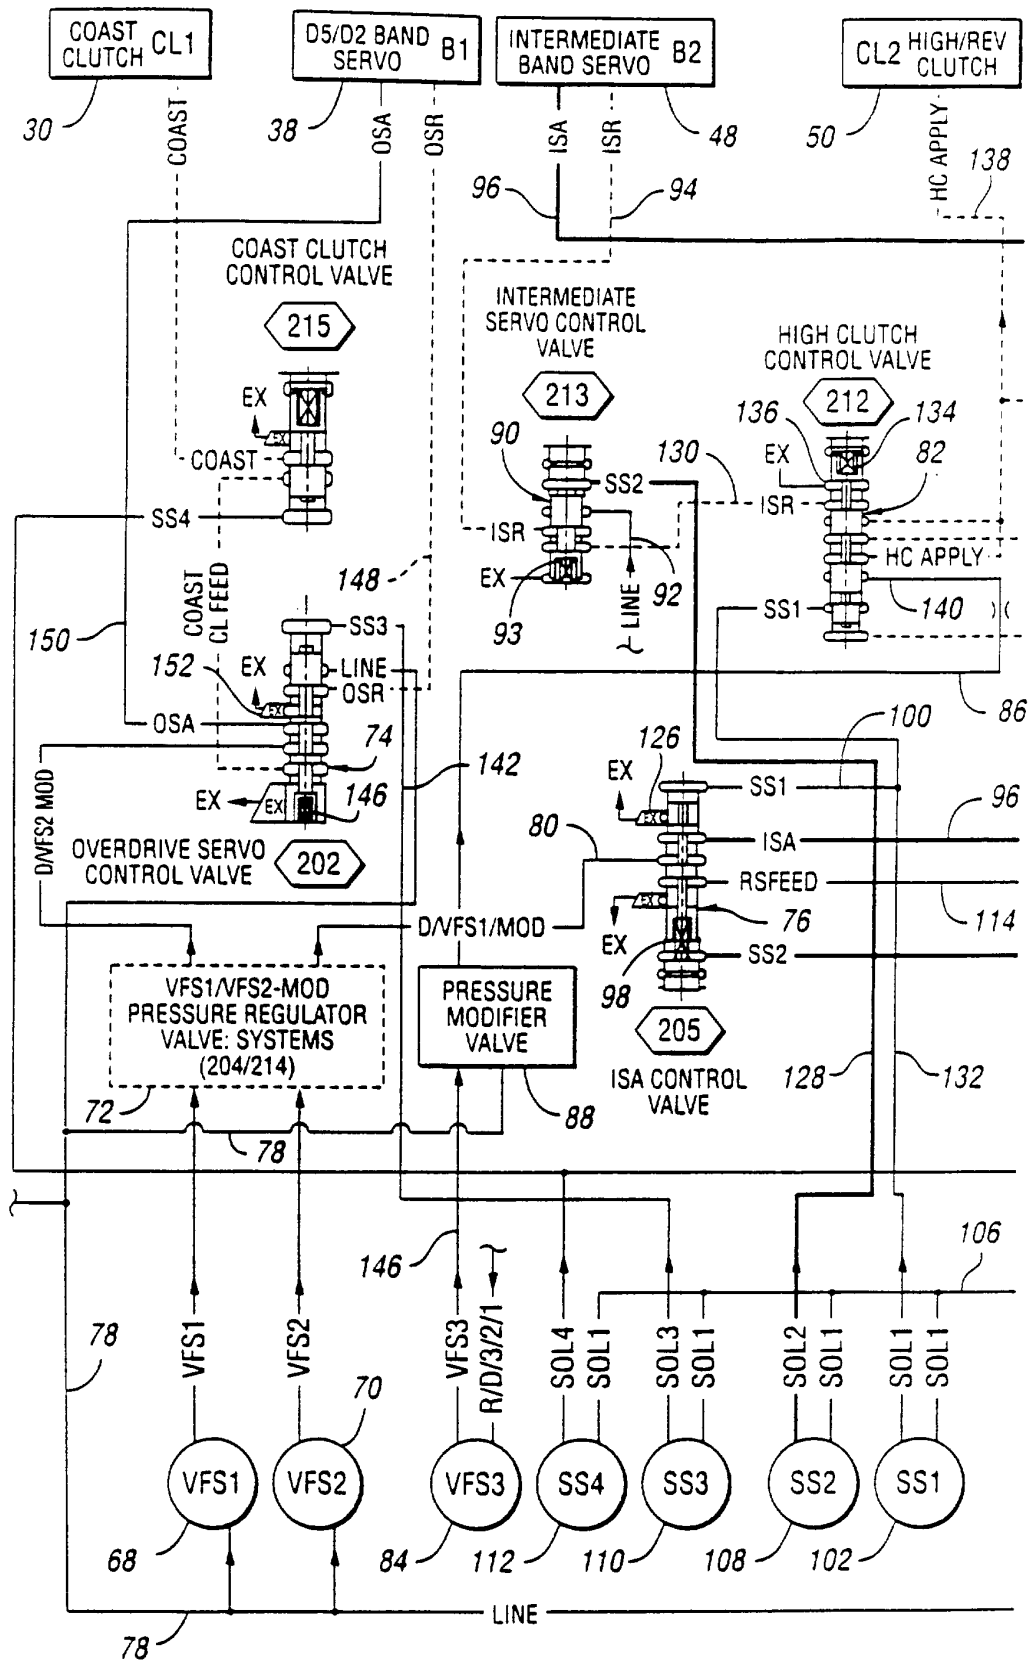 COAST
CLUTCH CL1
D5/D2 BAND
SERVO B1
INTERMEDIATE
BAND SERVO B2
CL2 HIGH/REV
CLUTCH
30
COAST
38
OSA
OSR
ISA
ISR
48
50
HC APPLY
138
96
94
COAST CLUTCH
CONTROL VALVE
215
INTERMEDIATE
SERVO CONTROL
VALVE
213
HIGH CLUTCH
CONTROL VALVE
212
136
134
82
EX
EX
COAST
90
SS2
130
EX
ISR
SS4
ISR
HC APPLY
148
EX
93
LINE
92
SS1
140
COAST
CL FEED
150
SS3
152
EX
LINE
OSR
EX
86
OSA
74
142
126
100
EX
SS1
EX
EX
146
EX
80
ISA
96
D/VFS2 MOD
OVERDRIVE SERVO
CONTROL VALVE
202
RSFEED
114
EX
76
D/VFS1/MOD
EX
SS2
98
VFS1/VFS2-MOD
PRESSURE REGULATOR
VALVE: SYSTEMS
(204/214)
PRESSURE
MODIFIER
VALVE
205
ISA CONTROL
VALVE
128
132
72
78
88
146
106
78
VFS1
VFS2
VFS3
R/D/3/2/1
SOL4
SOL1
SOL3
SOL1
SOL2
SOL1
SOL1
SOL1
70
VFS1
VFS2
VFS3
SS4
SS3
SS2
SS1
68
84
112
110
108
102
LINE
78